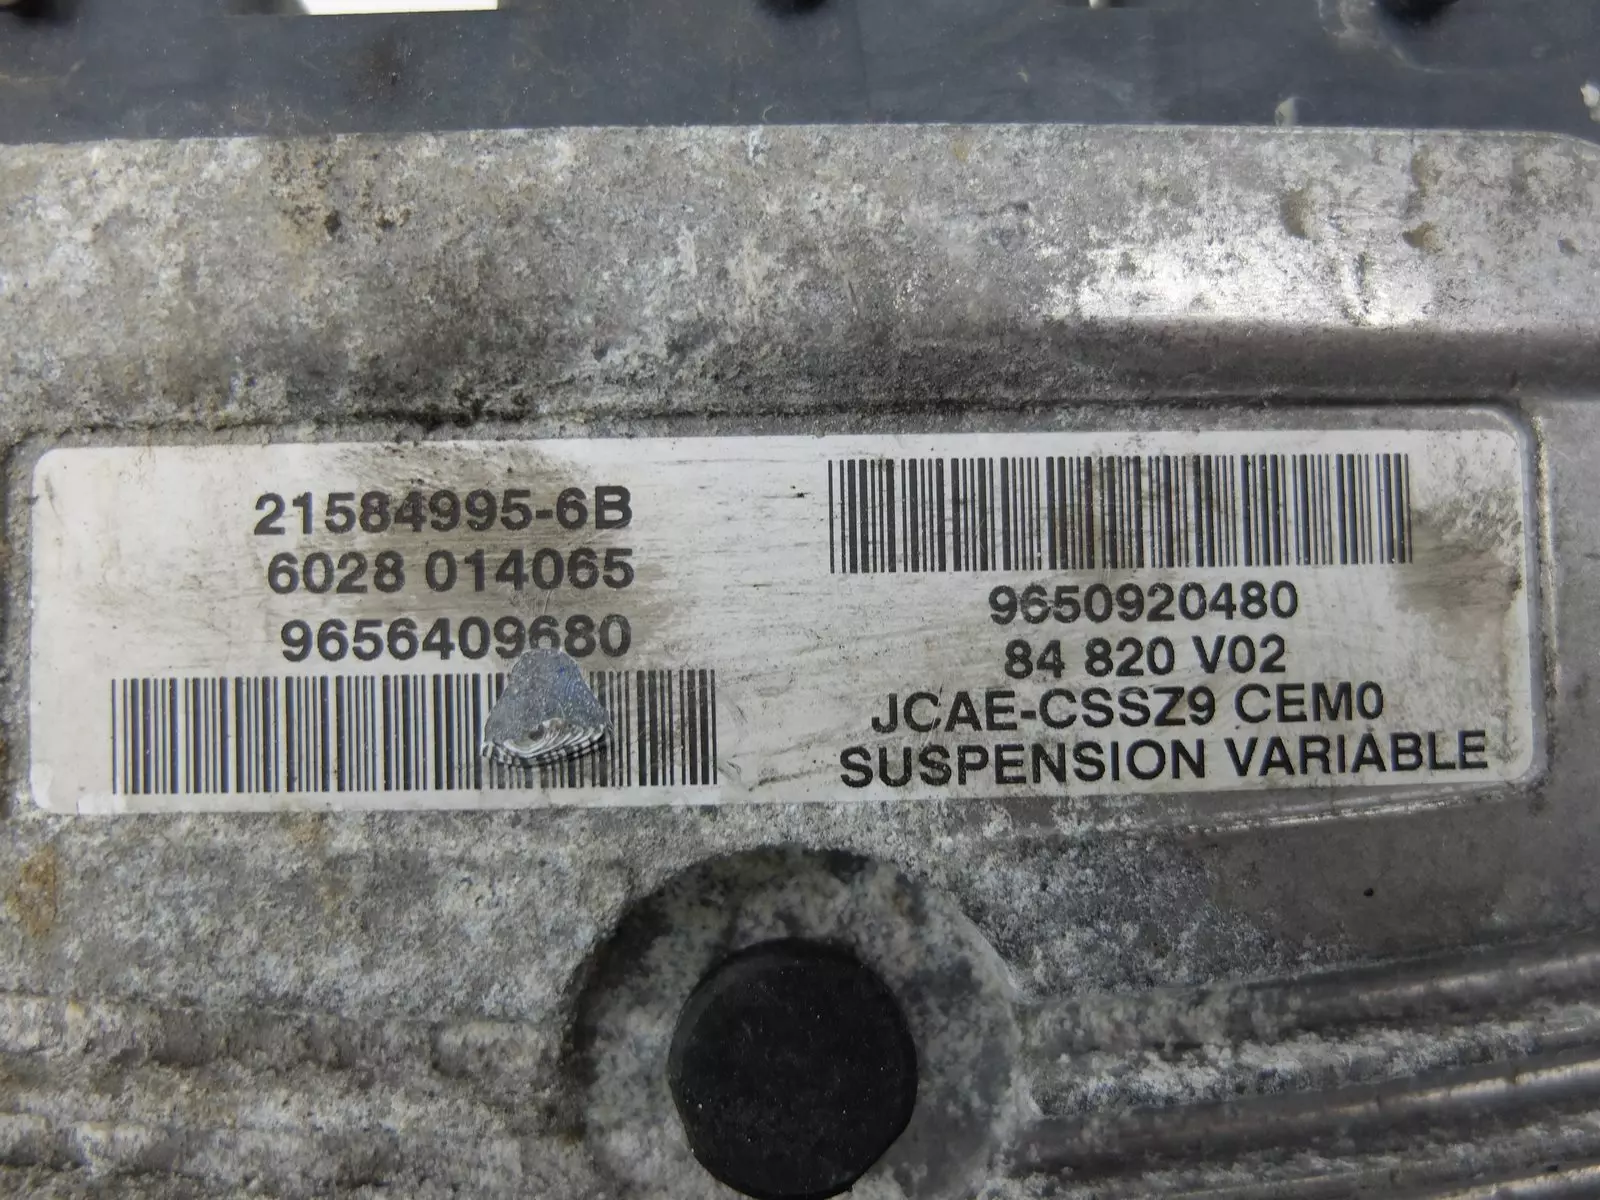 21584995-6B
6028 014065
9656409680
9650920480
84 820 V02
JCAE-CSSZ9 CEM0
SUSPENSION VARIABLE